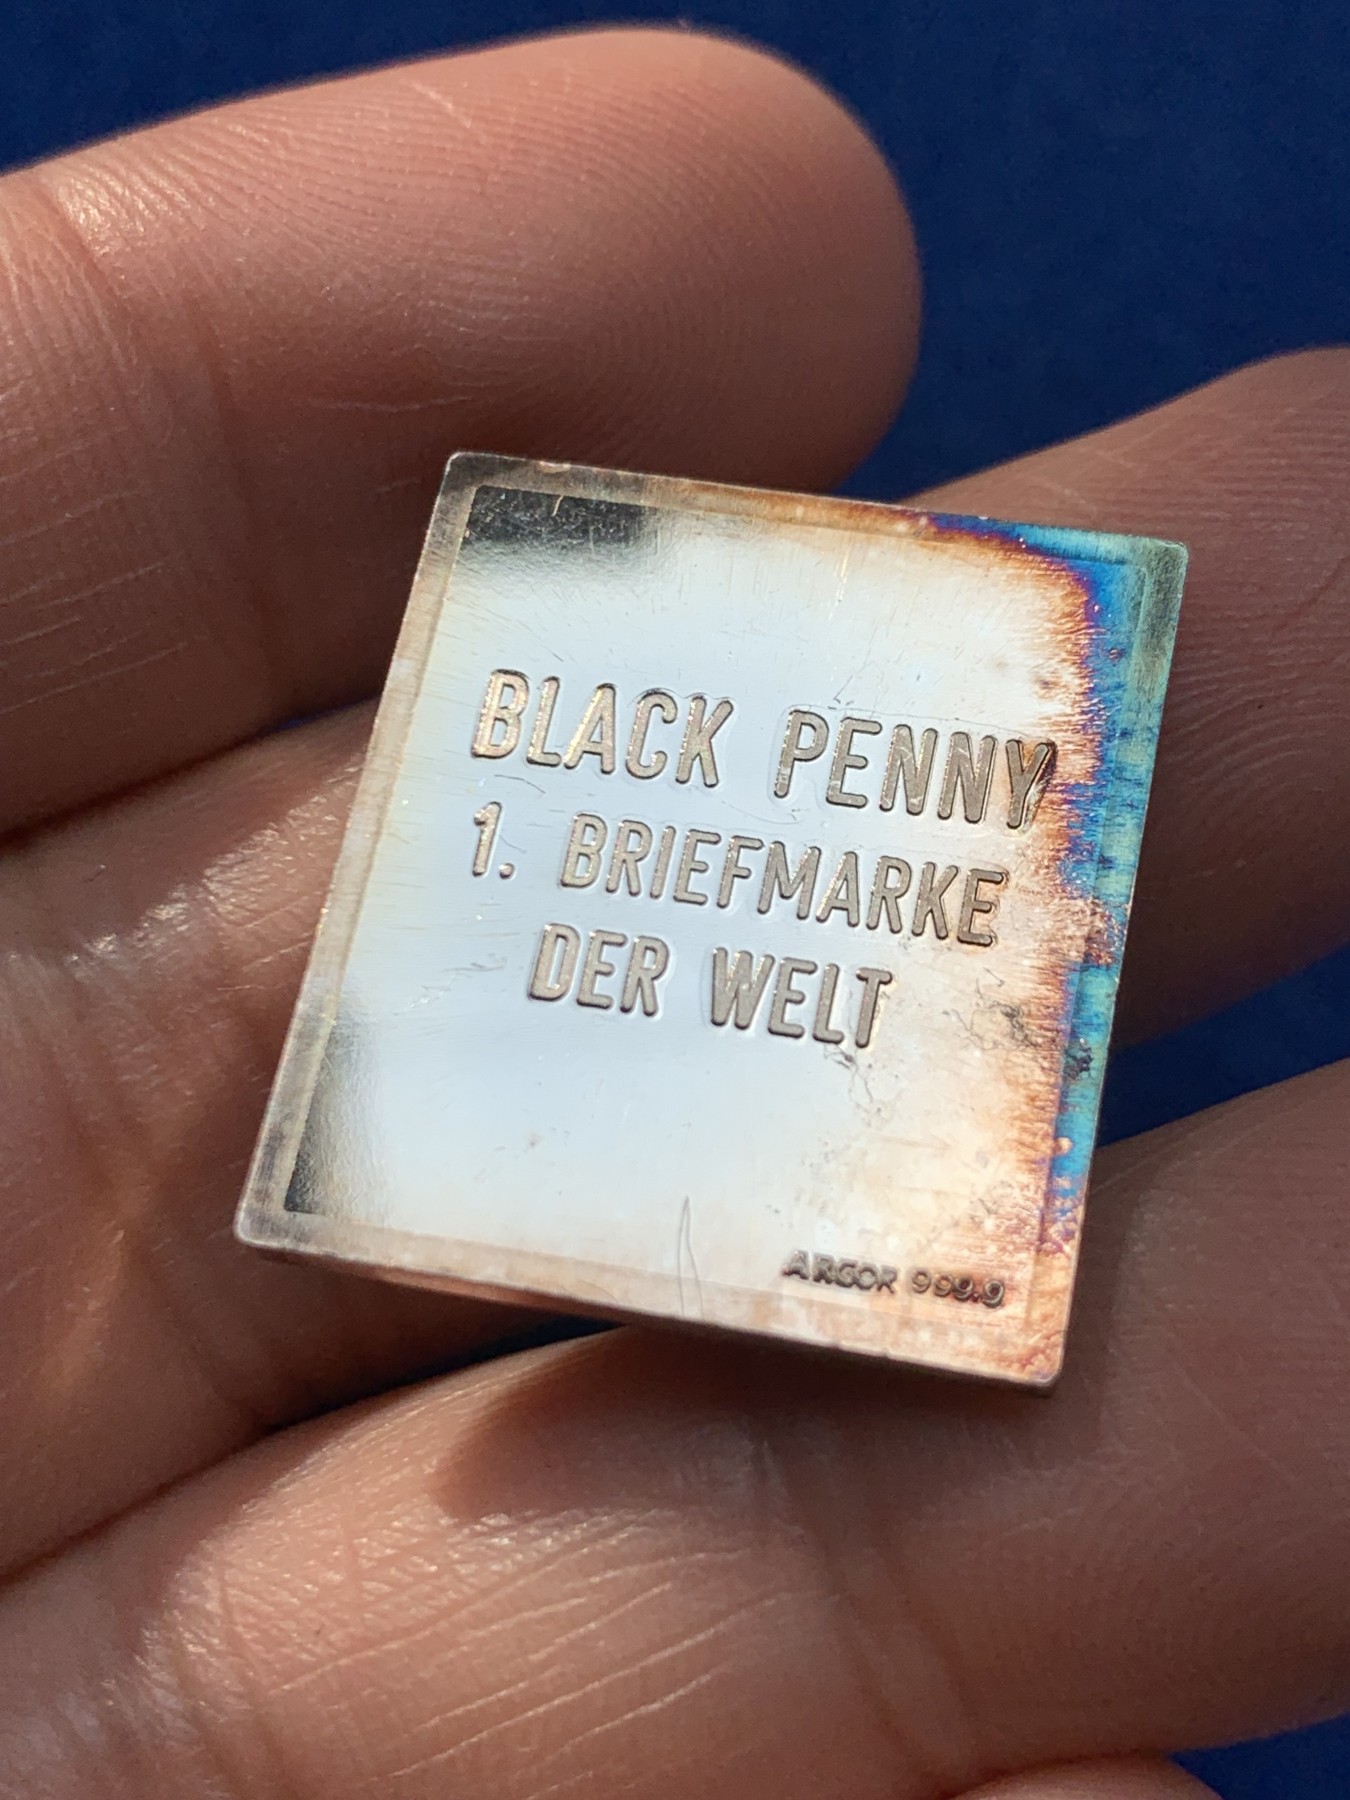 BLACK PENNY
1. BRIEFMARKE
DER WELT
ARGOR 999.9